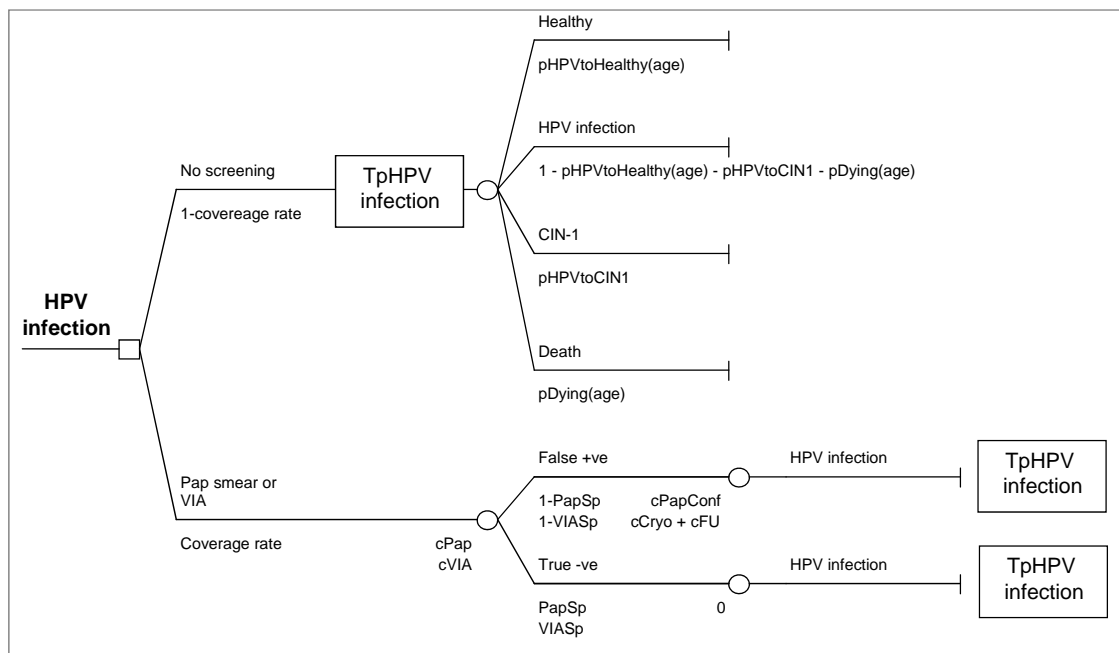 Healthy
pHPVtoHealthy(age)
HPV infection
1 - pHPVtoHealthy(age) - pHPVtoCIN1 - pDying(age)
No screening
TpHPV
infection
1-covereage rate
CIN-1
pHPVtoCIN1
HPV
infection
Death
pDying(age)
Pap smear or
VIA
Coverage rate
cPap
cVIA
False +ve
1-PapSp cPapConf
1-VIASp cCryo + cFU
HPV infection
TpHPV
infection
True -ve
PapSp 0
VIASp
HPV infection
TpHPV
infection